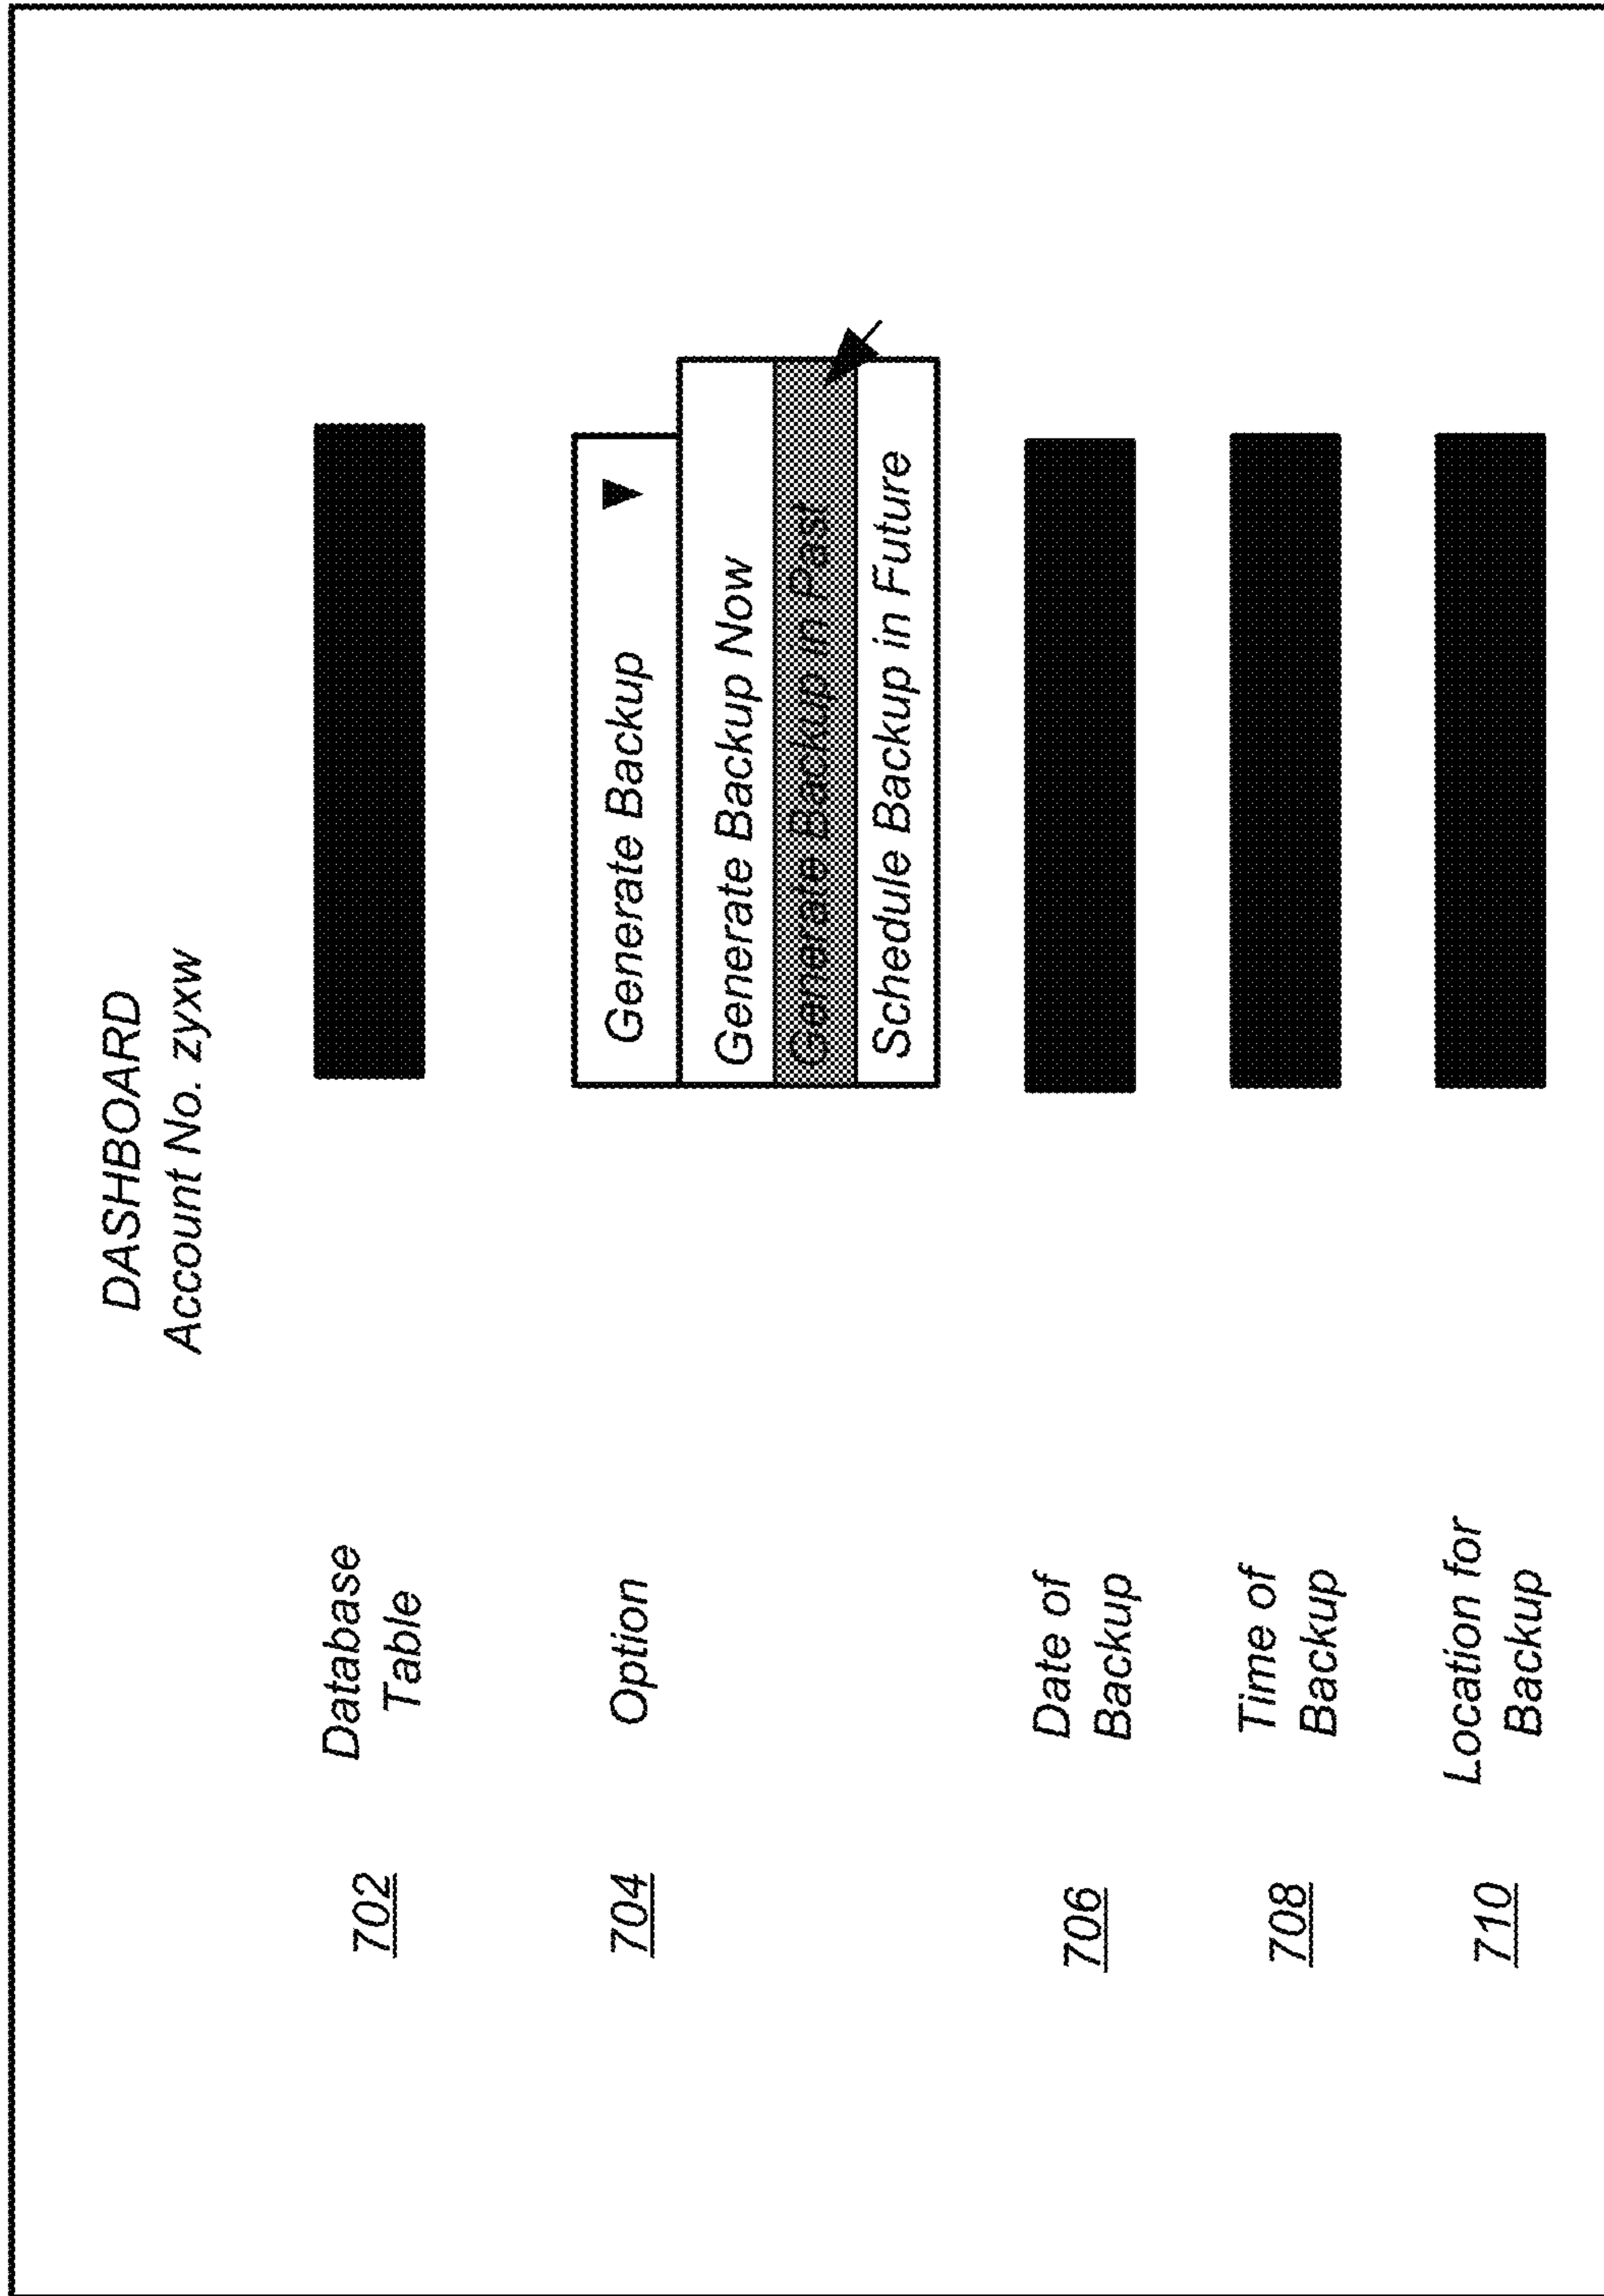 DASHBOARD
Account No. zyxw
702 Database
Table
704 Option Generate Backup
Generate Backup Now
Generate Backup in Past
Schedule Backup in Future
706 Date of
Backup
708 Time of
Backup
710 Location for
Backup